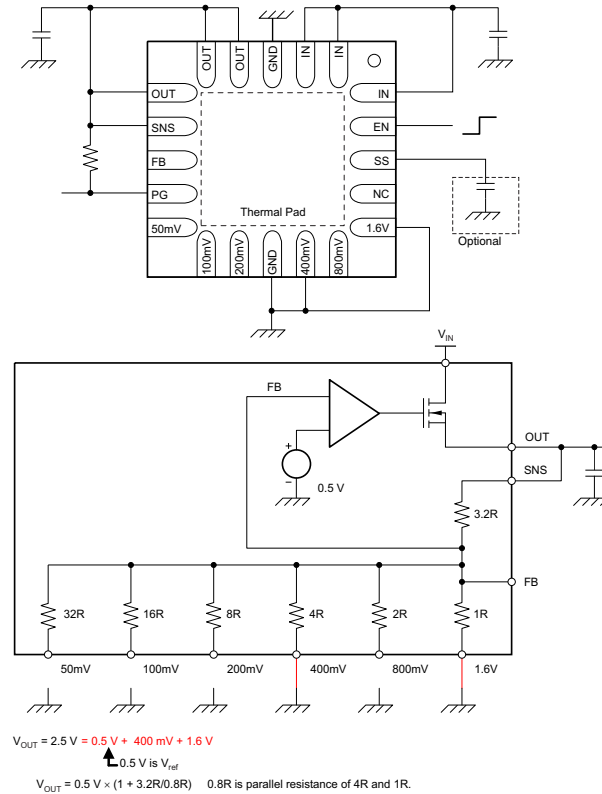 OUT OUT GND IN IN
OUT IN
SNS EN
FB SS
PG NC
50mV 1.6V
Thermal Pad
100mV 200mV GND 400mV 800mV
Optional
V_IN
FB
OUT
SNS
0.5 V
3.2R
FB
32R 16R 8R 4R 2R 1R
50mV 100mV 200mV 400mV 800mV 1.6V
V_OUT = 2.5 V = 0.5 V + 400 mV + 1.6 V
0.5 V is V_ref
V_OUT = 0.5 V × (1 + 3.2R/0.8R) 0.8R is parallel resistance of 4R and 1R.